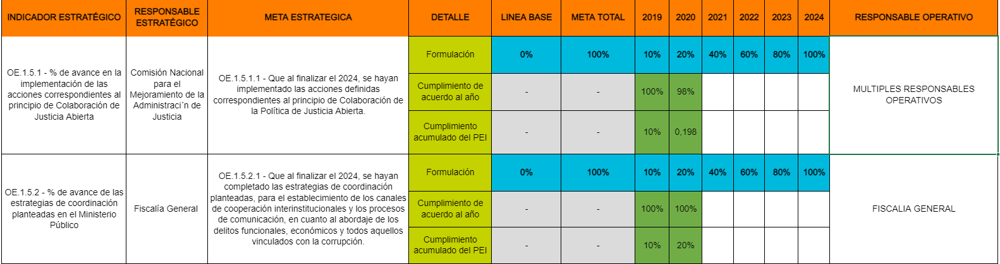 INDICADOR ESTRATÉGICO
RESPONSABLE
ESTRATÉGICO
META ESTRATEGICA
DETALLE
LINEA BASE
META TOTAL
2019
2020
2021
2022
2023
2024
RESPONSABLE OPERATIVO
OE.1.5.1 - % de avance en la
implementación de las
acciones correspondientes al
principio de Colaboración de
Justicia Abierta
Comisión Nacional
para el
Mejoramiento de la
Administraci´n de
Justicia
OE.1.5.1.1 - Que al finalizar el 2024, se hayan
implementado las acciones definidas
correspondientes al principio de Colaboración de
la Política de Justicia Abierta.
Formulación
0%
100%
10%
20%
40%
60%
80%
100%
Cumplimiento de
acuerdo al año
-
-
100%
98%
Cumplimiento
acumulado del PEI
-
-
10%
0,198
MULTIPLES RESPONSABLES
OPERATIVOS
OE.1.5.2 - % de avance de las
estrategias de coordinación
planteadas en el Ministerio
Público
Fiscalía General
OE.1.5.2.1 - Que al finalizar el 2024, se hayan
completado las estrategias de coordinación
planteadas, para el establecimiento de los canales
de cooperación interinstitucionales y los procesos
de comunicación, en cuanto al abordaje de los
delitos funcionales, económicos y todos aquellos
vinculados con la corrupción.
Formulación
0%
100%
10%
20%
40%
60%
80%
100%
Cumplimiento de
acuerdo al año
-
-
100%
100%
Cumplimiento
acumulado del PEI
-
-
10%
20%
FISCALIA GENERAL